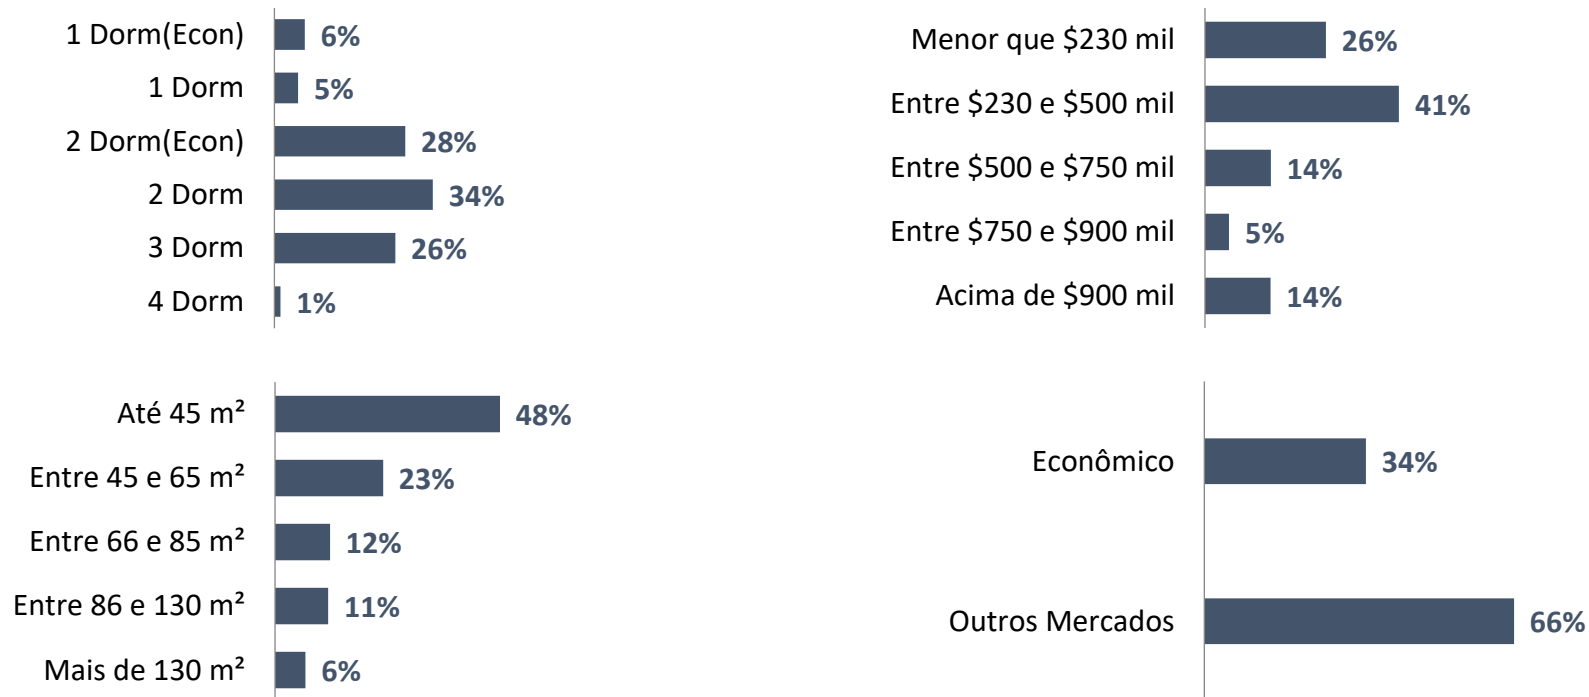 1 Dorm(Econ) 6%
1 Dorm 5%
2 Dorm(Econ) 28%
2 Dorm 34%
3 Dorm 26%
4 Dorm 1%
Menor que $230 mil 26%
Entre $230 e $500 mil 41%
Entre $500 e $750 mil 14%
Entre $750 e $900 mil 5%
Acima de $900 mil 14%
Até 45 m² 48%
Entre 45 e 65 m² 23%
Entre 66 e 85 m² 12%
Entre 86 e 130 m² 11%
Mais de 130 m² 6%
Econômico 34%
Outros Mercados 66%